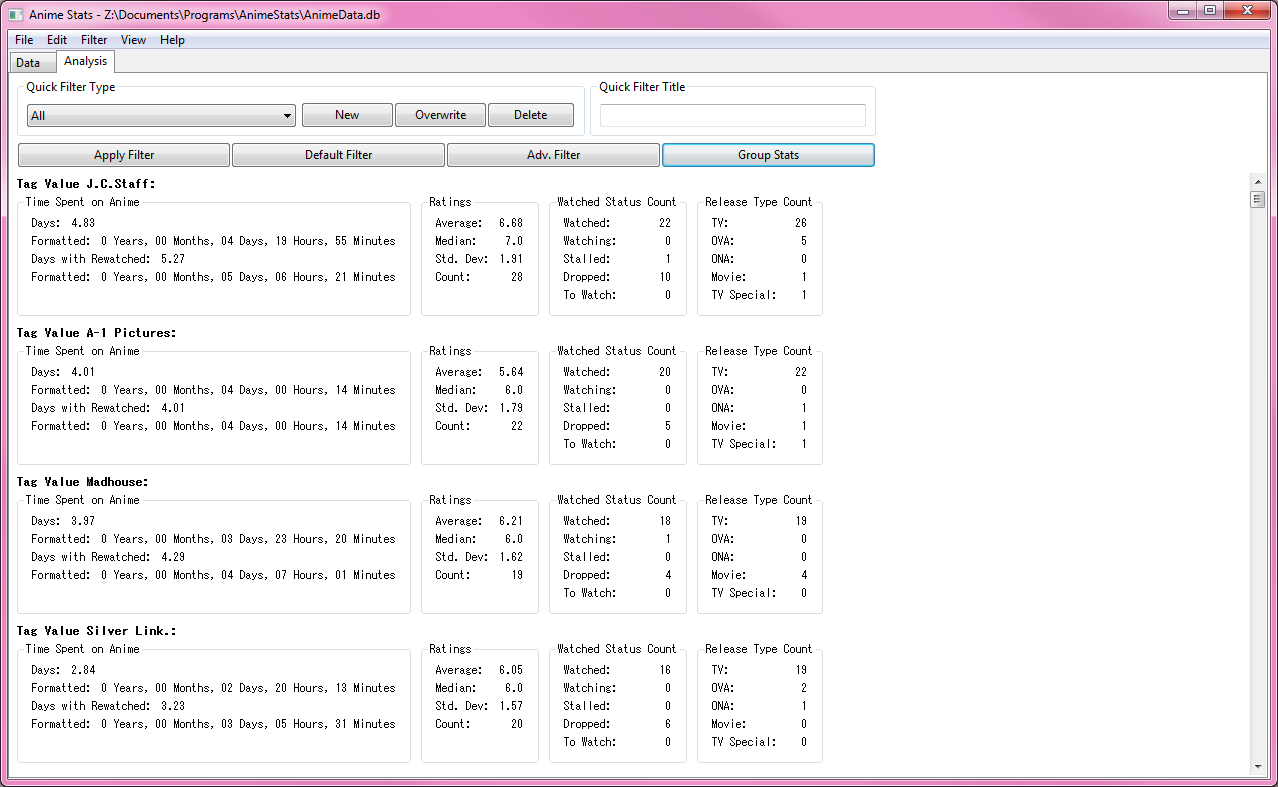 Anime Stats - Z:\Documents\Programs\AnimeStats\AnimeData.db
File Edit Filter View Help
Data Analysis
Quick Filter Type Quick Filter Title
All New Overwrite Delete
Apply Filter Default Filter Adv. Filter Group Stats
Tag Value J.C.Staff:
Time Spent on Anime Ratings Watched Status Count Release Type Count
Days: 4.83 Average: 6.68 Watched: 22 TV: 26
Formatted: 0 Years, 00 Months, 04 Days, 19 Hours, 55 Minutes Median: 7.0 Watching: 0 OVA: 5
Days with Rewatched: 5.27 Std. Dev: 1.91 Stalled: 1 ONA: 0
Formatted: 0 Years, 00 Months, 05 Days, 06 Hours, 21 Minutes Count: 28 Dropped: 10 Movie: 1
To Watch: 0 TV Special: 1
Tag Value A-1 Pictures:
Time Spent on Anime Ratings Watched Status Count Release Type Count
Days: 4.01 Average: 5.64 Watched: 20 TV: 22
Formatted: 0 Years, 00 Months, 04 Days, 00 Hours, 14 Minutes Median: 6.0 Watching: 0 OVA: 0
Days with Rewatched: 4.01 Std. Dev: 1.79 Stalled: 0 ONA: 1
Formatted: 0 Years, 00 Months, 04 Days, 00 Hours, 14 Minutes Count: 22 Dropped: 5 Movie: 1
To Watch: 0 TV Special: 1
Tag Value Madhouse:
Time Spent on Anime Ratings Watched Status Count Release Type Count
Days: 3.97 Average: 6.21 Watched: 18 TV: 19
Formatted: 0 Years, 00 Months, 03 Days, 23 Hours, 20 Minutes Median: 6.0 Watching: 1 OVA: 0
Days with Rewatched: 4.29 Std. Dev: 1.62 Stalled: 0 ONA: 0
Formatted: 0 Years, 00 Months, 04 Days, 07 Hours, 01 Minutes Count: 19 Dropped: 4 Movie: 4
To Watch: 0 TV Special: 0
Tag Value Silver Link.:
Time Spent on Anime Ratings Watched Status Count Release Type Count
Days: 2.84 Average: 6.05 Watched: 16 TV: 19
Formatted: 0 Years, 00 Months, 02 Days, 20 Hours, 13 Minutes Median: 6.0 Watching: 0 OVA: 2
Days with Rewatched: 3.23 Std. Dev: 1.57 Stalled: 0 ONA: 1
Formatted: 0 Years, 00 Months, 03 Days, 05 Hours, 31 Minutes Count: 20 Dropped: 6 Movie: 0
To Watch: 0 TV Special: 0